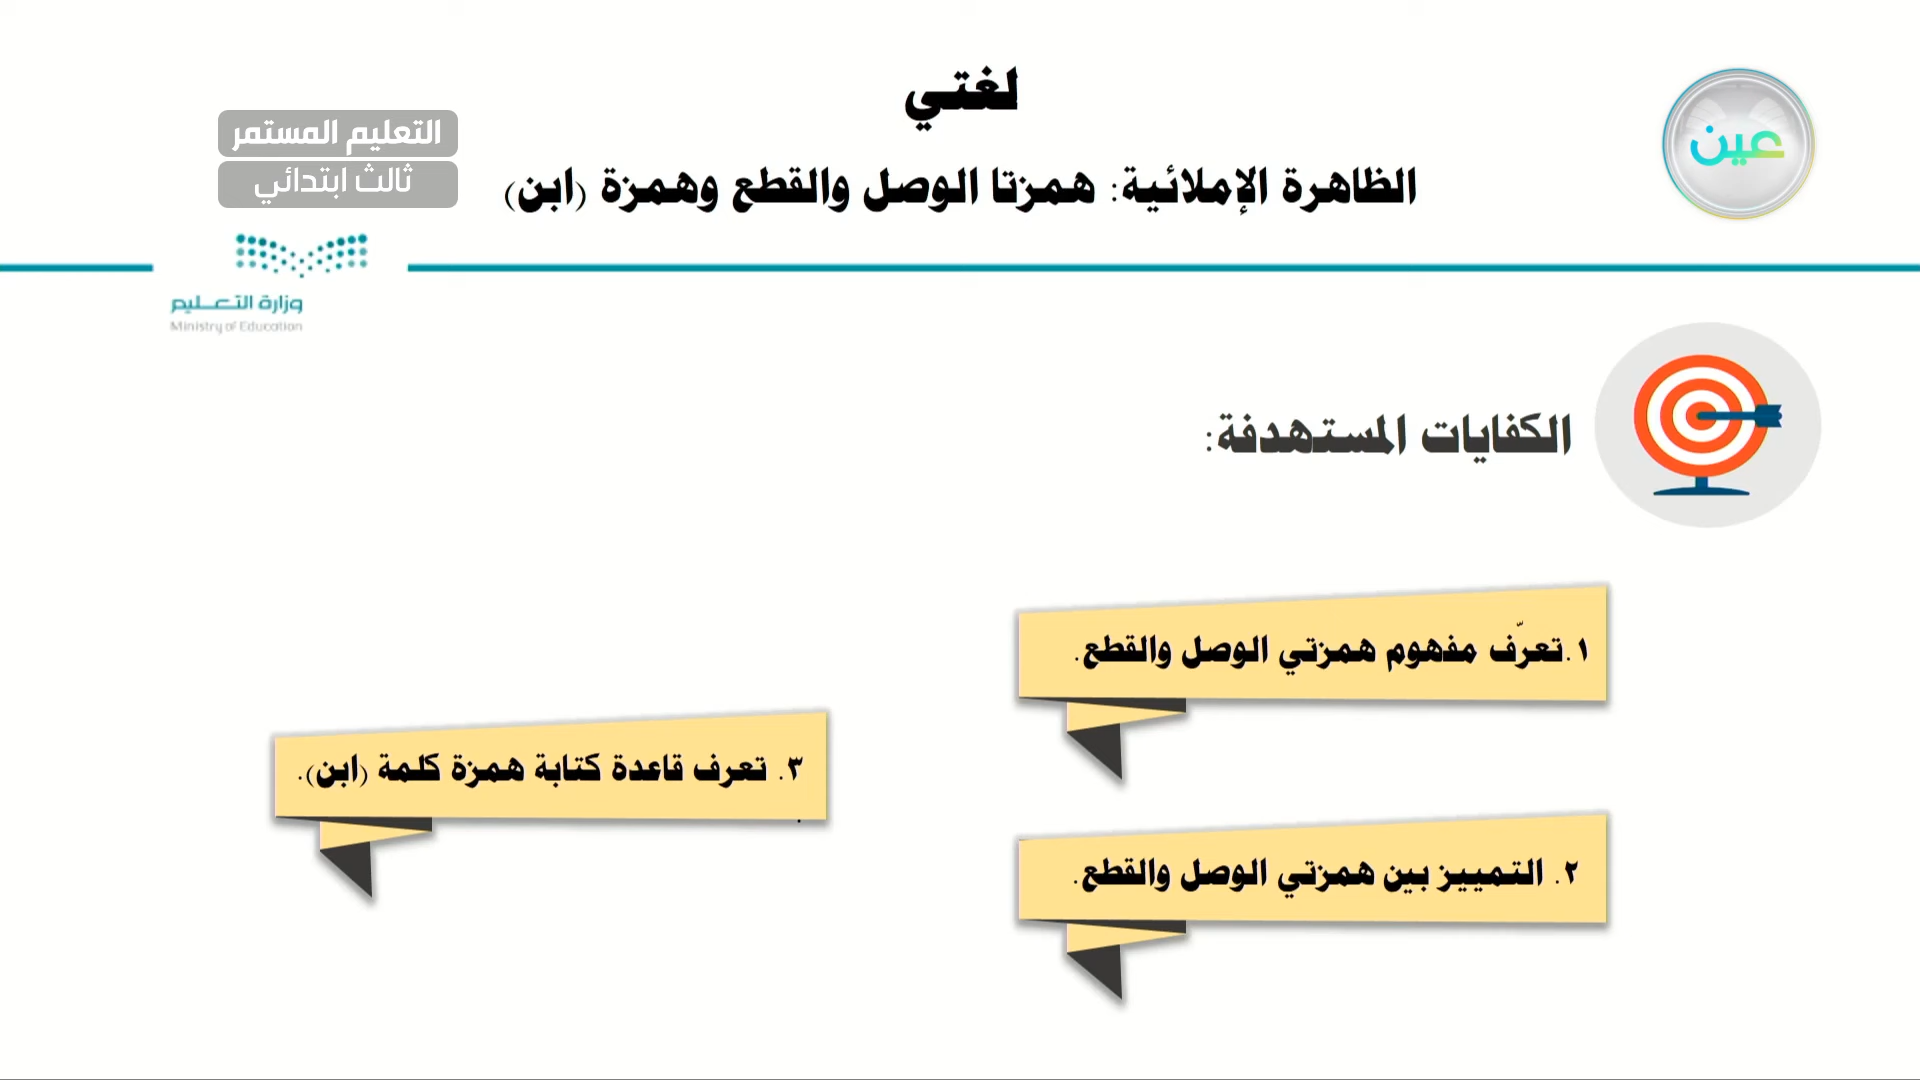 لغتي
الظاهرة الإملائية: همزتا الوصل والقطع وهمزة (ابن)
عين
التعليم المستمر
ثالث ابتدائي
وزارة التعليم
Ministry of Education
الكفايات المستهدفة:
١.تعرّف مفهوم همزتي الوصل والقطع.
٢. التمييز بين همزتي الوصل والقطع.
٣. تعرف قاعدة كتابة همزة كلمة (ابن).
.